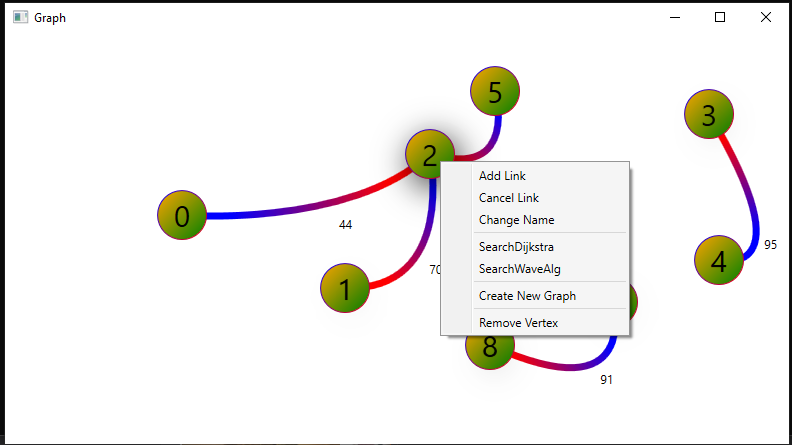 Graph
5
3
2
Add Link
Cancel Link
Change Name
0
44
SearchDijkstra
SearchWaveAlg
4
95
70
1
Create New Graph
Remove Vertex
8
91